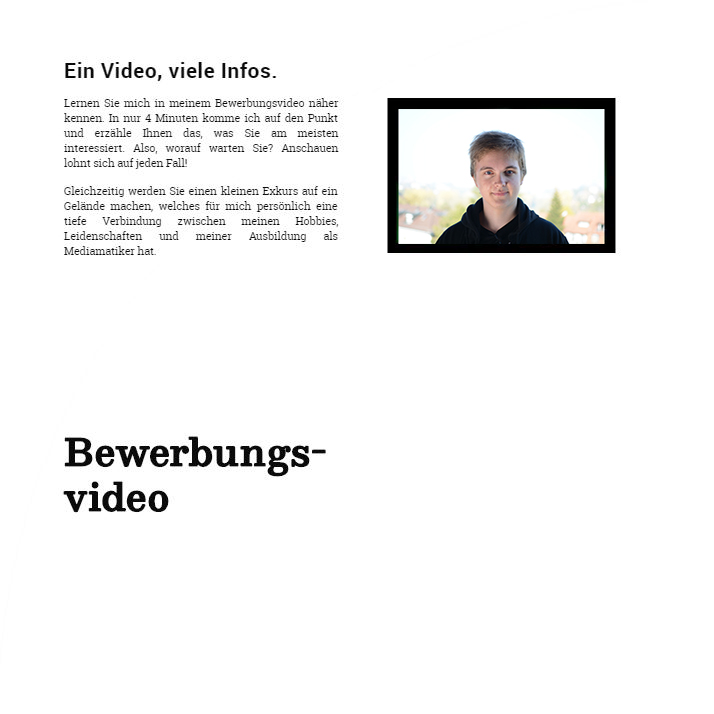 Ein Video, viele Infos.
Lernen Sie mich in meinem Bewerbungsvideo näher
kennen. In nur 4 Minuten komme ich auf den Punkt
und erzähle Ihnen das, was Sie am meisten
interessiert. Also, worauf warten Sie? Anschauen
lohnt sich auf jeden Fall!
Gleichzeitig werden Sie einen kleinen Exkurs auf ein
Gelände machen, welches für mich persönlich eine
tiefe Verbindung zwischen meinen Hobbies,
Leidenschaften und meiner Ausbildung als
Mediamatiker hat.
Bewerbungs-
video